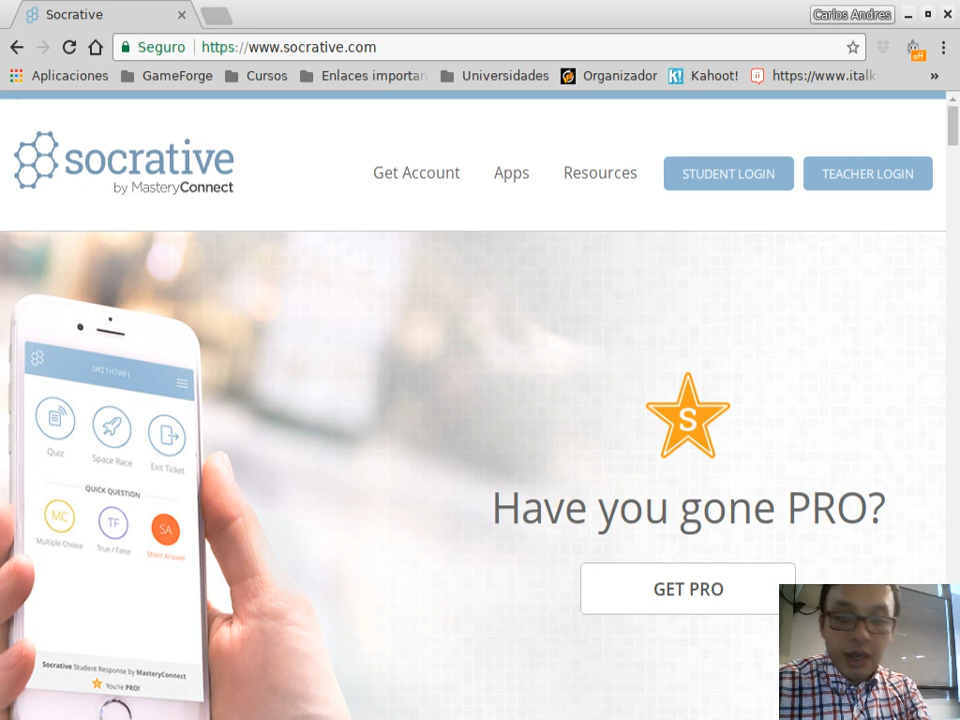 Socrative
Carlos Andres
Seguro
https://www.socrative.com
Aplicaciones
GameForge
Cursos
Enlaces importan
Universidades
Organizador
Kahoot!
https://www.italk
»
socrative
by MasteryConnect
Get Account
Apps
Resources
STUDENT LOGIN
TEACHER LOGIN
off
SMITH7001
Quiz
Space Race
Exit Ticket
QUICK QUESTION
MC
TF
SA
Multiple Choice
True / False
Short Answer
Socrative Student Response by MasteryConnect
You're PRO!
S
Have you gone PRO?
GET PRO